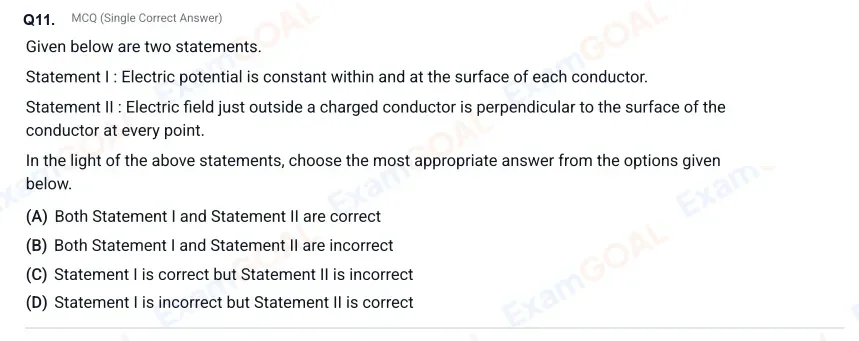 Q11. MCQ (Single Correct Answer)
Given below are two statements.
Statement I : Electric potential is constant within and at the surface of each conductor.
Statement II : Electric field just outside a charged conductor is perpendicular to the surface of the
conductor at every point.
In the light of the above statements, choose the most appropriate answer from the options given
below.
(A) Both Statement I and Statement II are correct
(B) Both Statement I and Statement II are incorrect
(C) Statement I is correct but Statement II is incorrect
(D) Statement I is incorrect but Statement II is correct
ExamGOAL